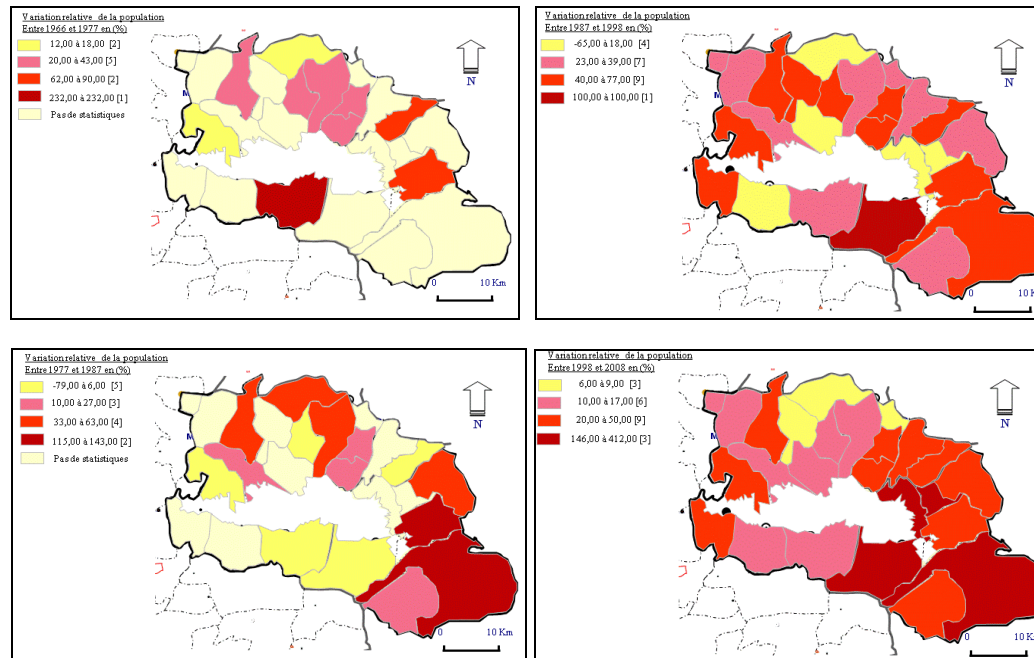 Variation relative de la population
Entre 1966 et 1977 en (%)
12,00 à 18,00 [2]
20,00 à 43,00 [5]
62,00 à 90,00 [2]
232,00 à 232,00 [1]
Pas de statistiques
M
N
0 10 Km
Variation relative de la population
Entre 1987 et 1998 en (%)
-65,00 à 18,00 [4]
23,00 à 39,00 [7]
40,00 à 77,00 [9]
100,00 à 100,00 [1]
M
N
0 10 K
Variation relative de la population
Entre 1977 et 1987 en (%)
-79,00 à 6,00 [5]
10,00 à 27,00 [3]
33,00 à 63,00 [4]
115,00 à 143,00 [2]
Pas de statistiques
M
N
0 10 Km
Variation relative de la population
Entre 1998 et 2008 en (%)
6,00 à 9,00 [3]
10,00 à 17,00 [6]
20,00 à 50,00 [9]
146,00 à 412,00 [3]
M
N
0 10 Km